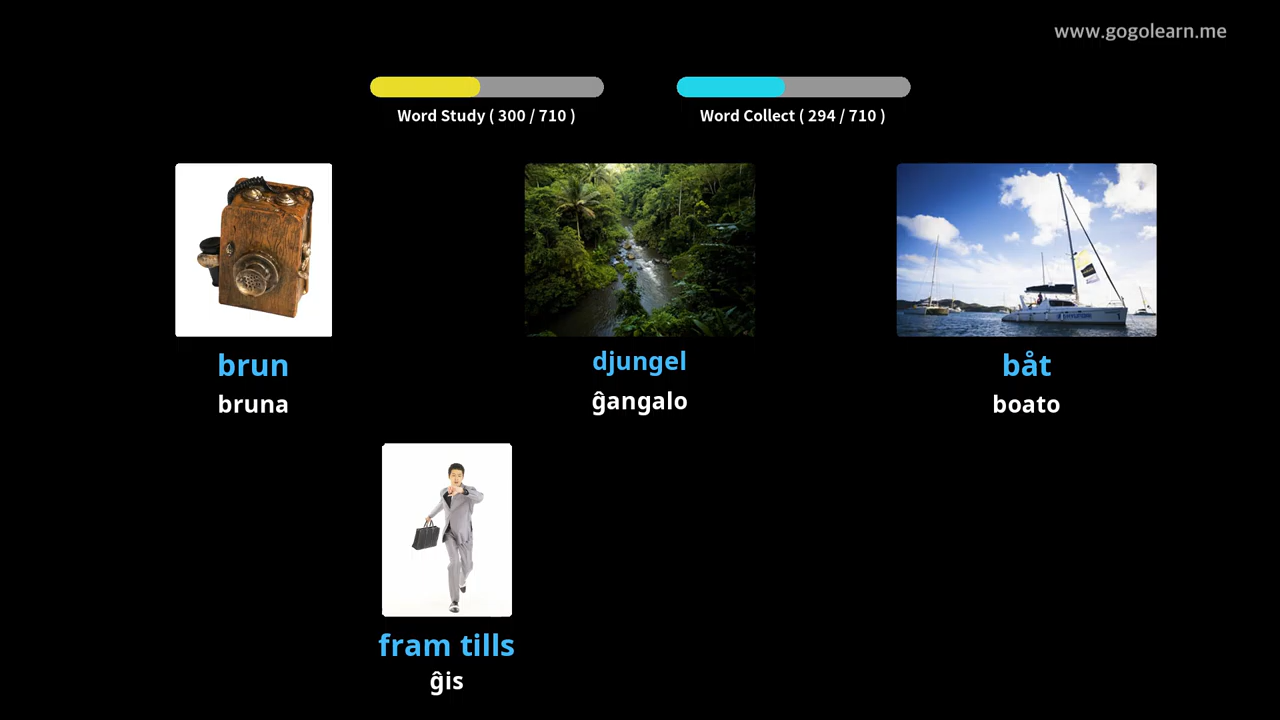 www.gogolearn.me
Word Study ( 300 / 710 )
Word Collect ( 294 / 710 )
brun
bruna
djungel
ĝangalo
båt
boato
fram tills
ĝis